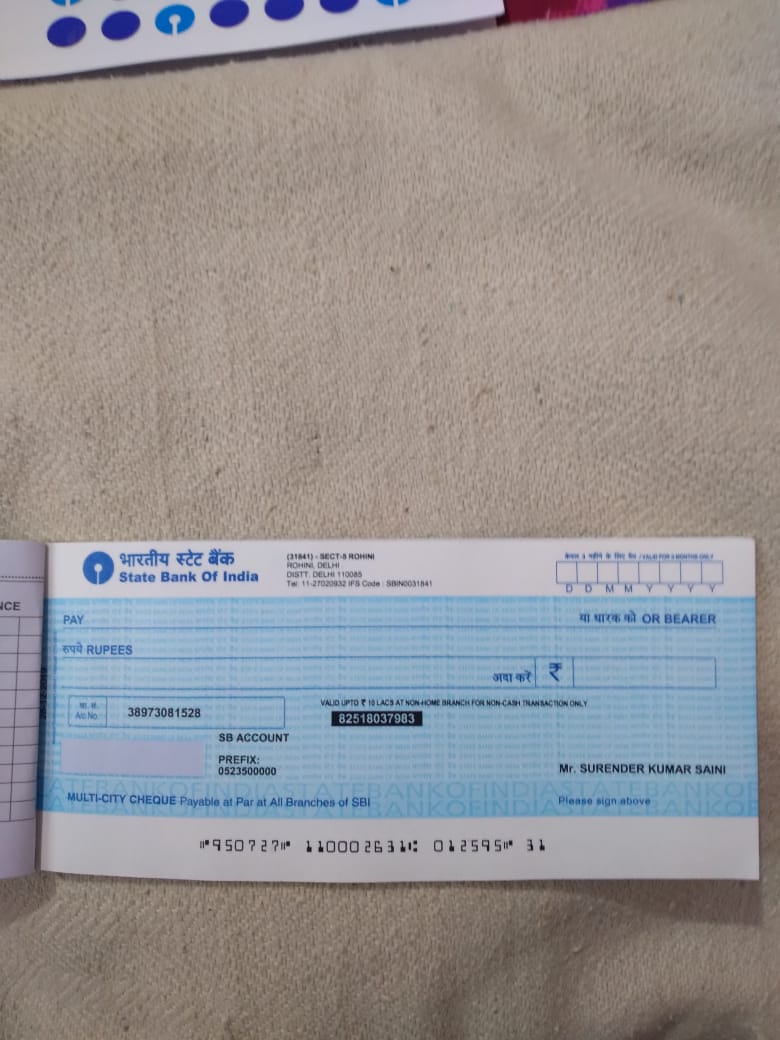 NCE
भारतीय स्टेट बैंक
State Bank Of India
(31841) - SECT-5 ROHINI
ROHINI, DELHI
DISTT. DELHI 110085
Tel: 11-27020932 IFS Code : SBIN0031841
केवल 3 महीने के लिए वैध / VALID FOR 3 MONTHS ONLY
D D M M Y Y Y Y
PAY
या धारक को OR BEARER
रुपये RUPEES
अदा करें ₹
खा. सं.
A/c No.
38973081528
VALID UPTO ₹ 10 LACS AT NON-HOME BRANCH FOR NON-CASH TRANSACTION ONLY
82518037983
SB ACCOUNT
PREFIX:
0523500000
Mr. SURENDER KUMAR SAINI
MULTI-CITY CHEQUE Payable at Par at All Branches of SBI
Please sign above
⑈950727⑈ 110002631⑆ 012595⑈ 31